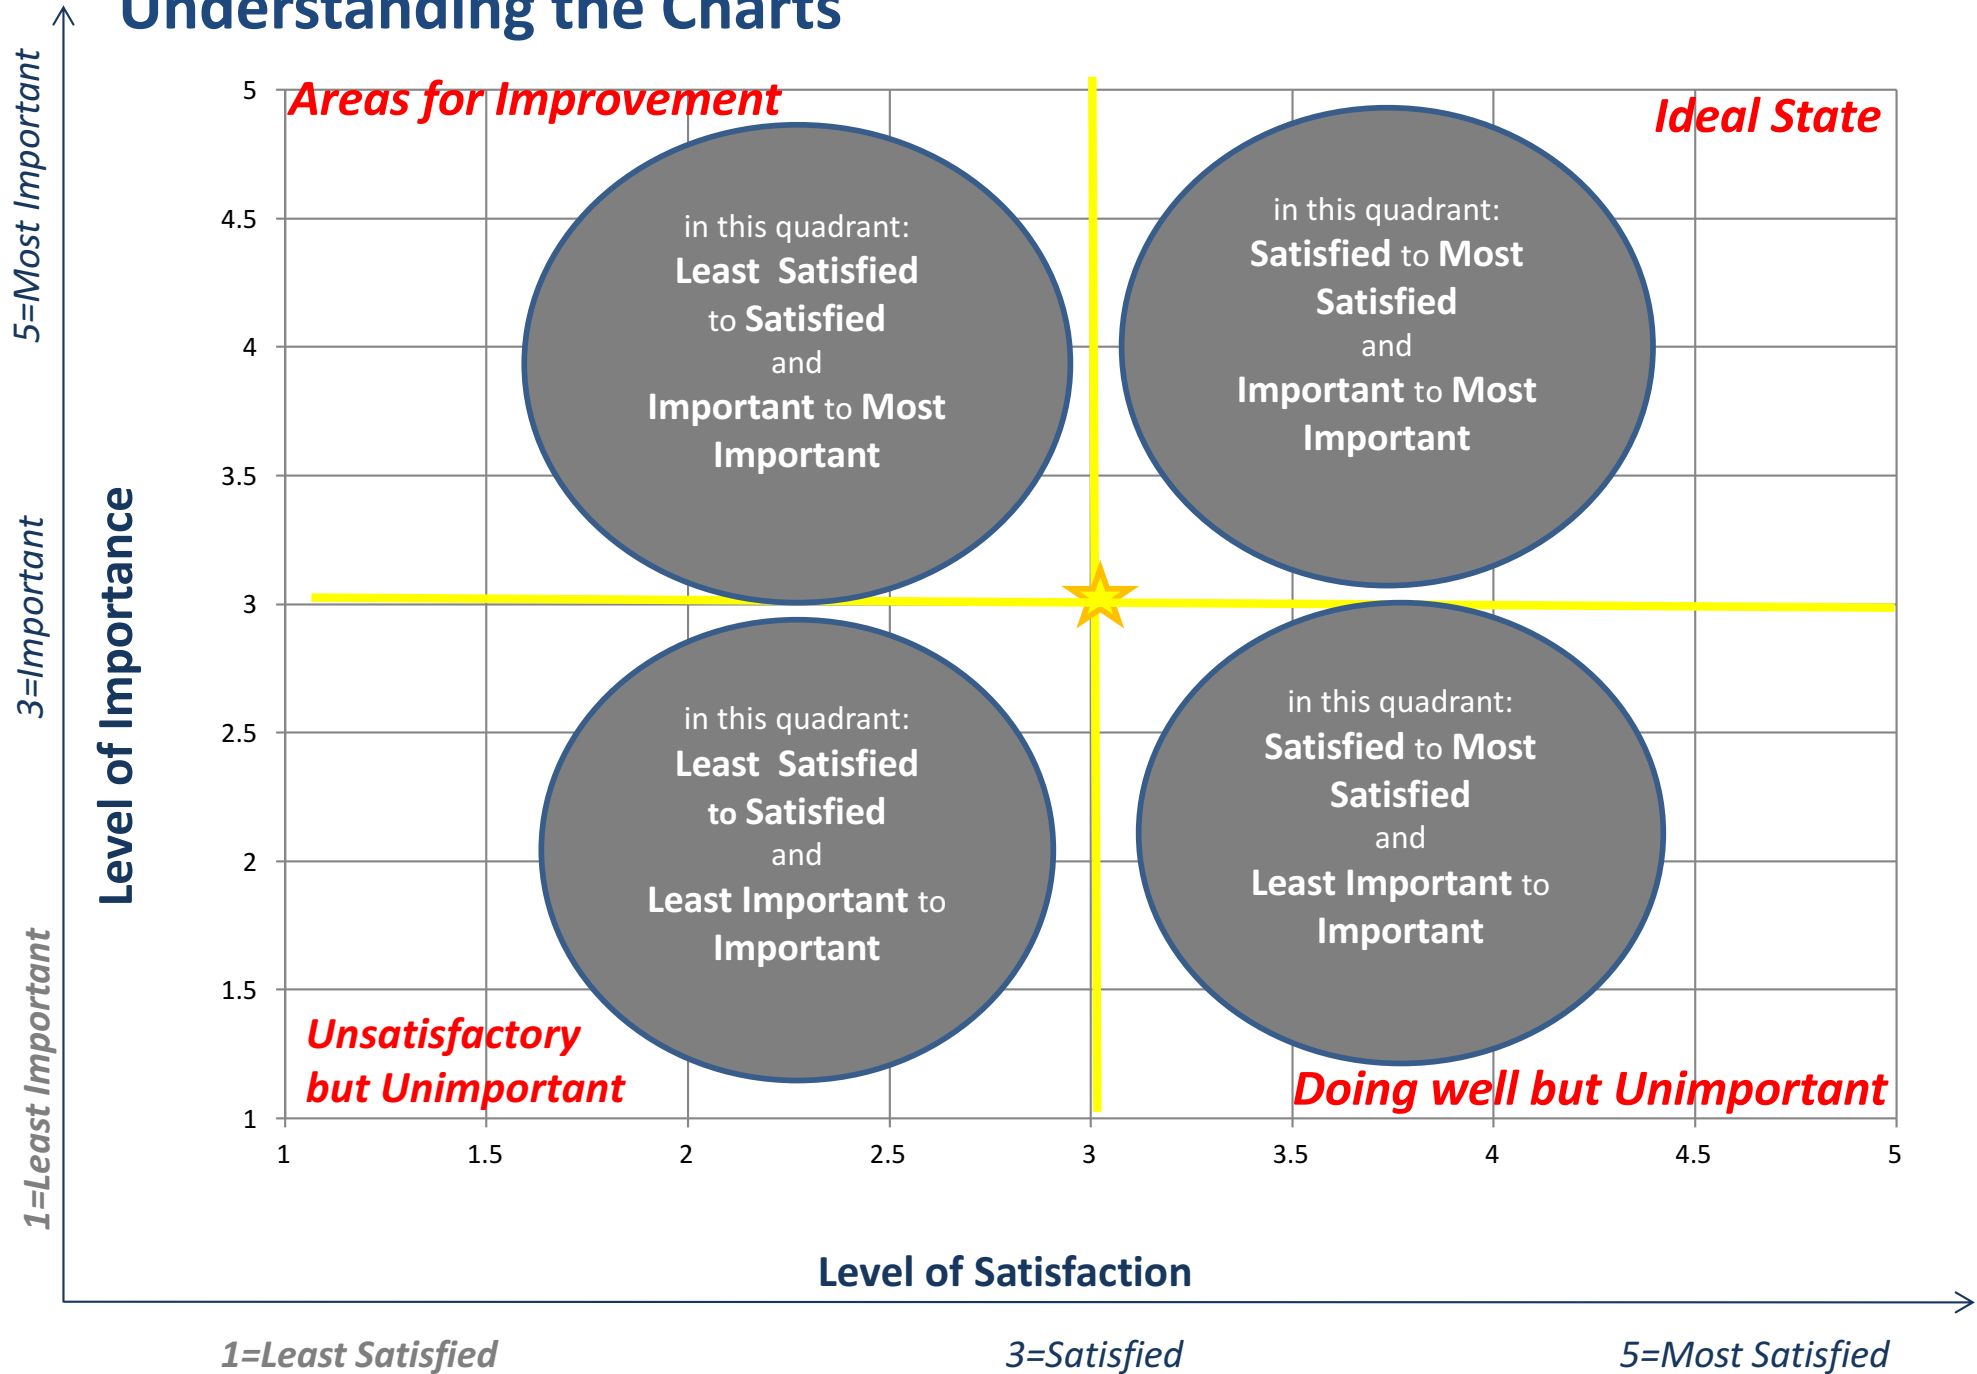 Understanding the Charts
5=Most Important
3=Important
1=Least Important
Level of Importance
5
4.5
4
3.5
3
2.5
2
1.5
1
Areas for Improvement
in this quadrant:
Least Satisfied
to Satisfied
and
Important to Most
Important
Ideal State
in this quadrant:
Satisfied to Most
Satisfied
and
Important to Most
Important
in this quadrant:
Least Satisfied
to Satisfied
and
Least Important to
Important
Unsatisfactory
but Unimportant
in this quadrant:
Satisfied to Most
Satisfied
and
Least Important to
Important
Doing well but Unimportant
1 1.5 2 2.5 3 3.5 4 4.5 5
Level of Satisfaction
1=Least Satisfied 3=Satisfied 5=Most Satisfied